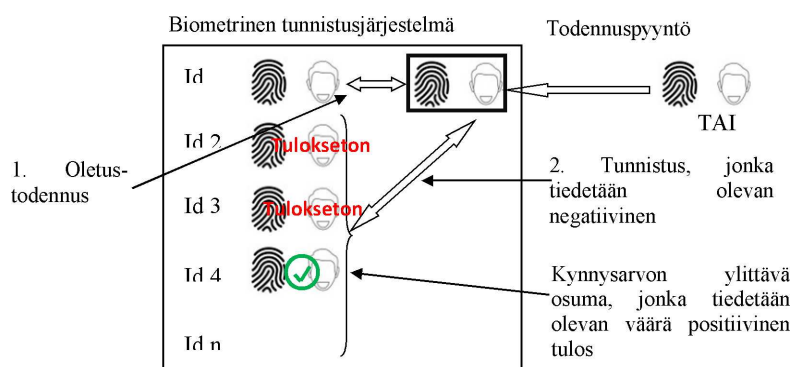 Biometrinen tunnistusjärjestelmä
Todennuspyyntö
Id
TAI
Id 2
Tulokseton
1. Oletus-
todennus
2. Tunnistus, jonka
tiedetään olevan
negatiivinen
Id 3
Tulokseton
Id 4
Kynnysarvon ylittävä
osuma, jonka tiedetään
olevan väärä positiivinen
tulos
Id n